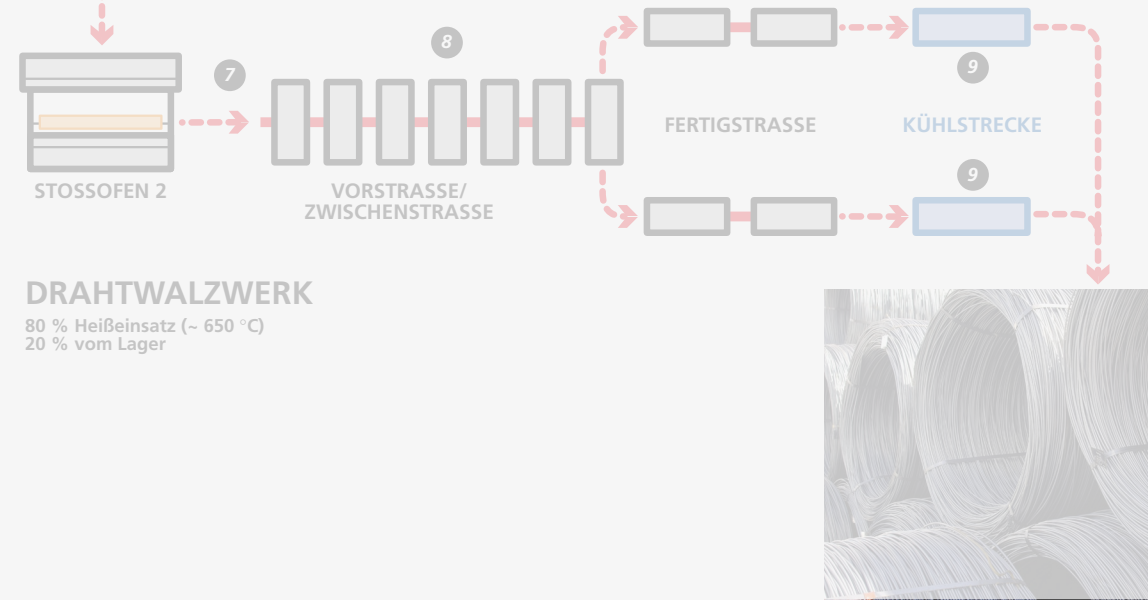 8
7
9
FERTIGSTRASSE
KÜHLSTRECKE
9
STOSSOFEN 2
VORSTRASSE/
ZWISCHENSTRASSE
DRAHTWALZWERK
80 % Heißeinsatz (~ 650 °C)
20 % vom Lager